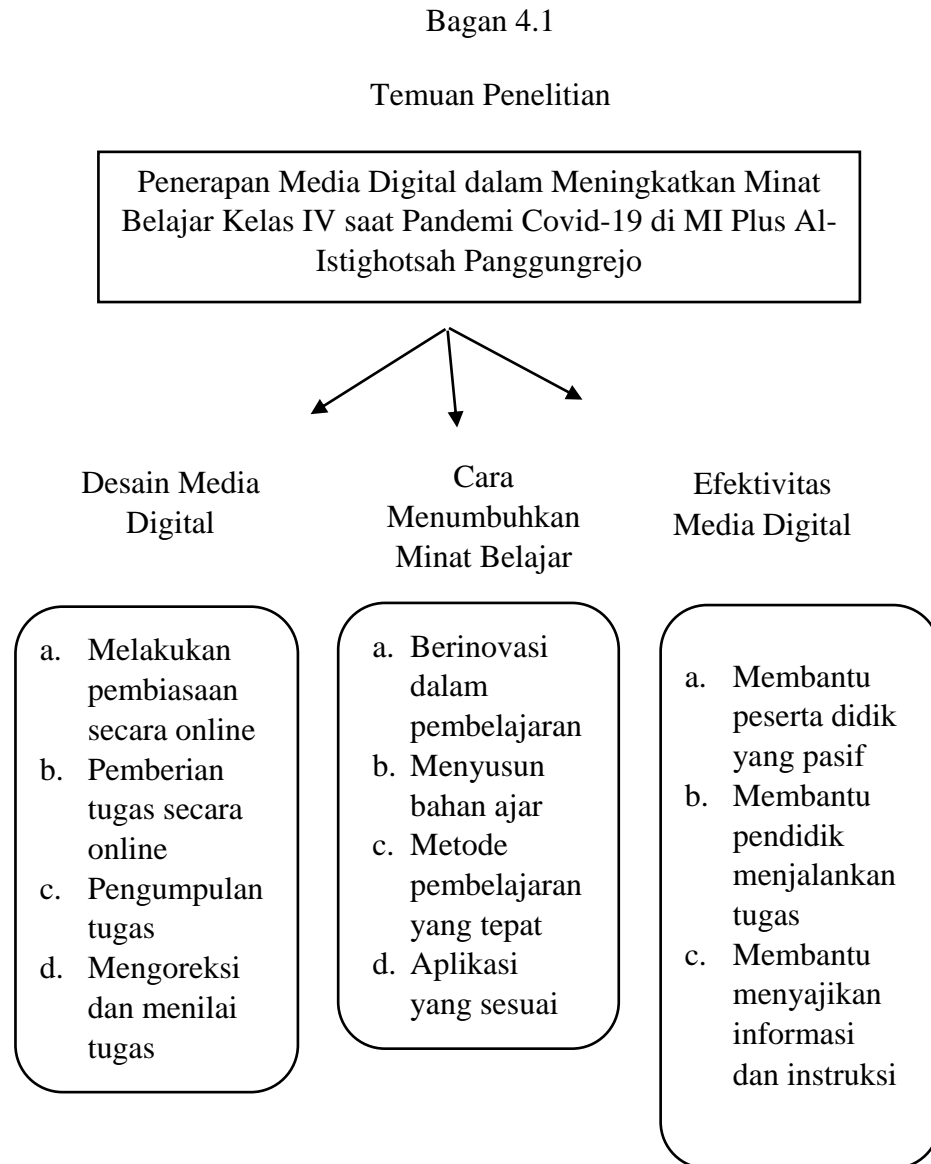 Bagan 4.1
Temuan Penelitian
Penerapan Media Digital dalam Meningkatkan Minat
Belajar Kelas IV saat Pandemi Covid-19 di MI Plus Al-
Istighotsah Panggungrejo
Desain Media
Digital
Cara
Menumbuhkan
Minat Belajar
Efektivitas
Media Digital
a. Melakukan
pembiasaan
secara online
b. Pemberian
tugas secara
online
c. Pengumpulan
tugas
d. Mengoreksi
dan menilai
tugas
a. Berinovasi
dalam
pembelajaran
b. Menyusun
bahan ajar
c. Metode
pembelajaran
yang tepat
d. Aplikasi
yang sesuai
a. Membantu
peserta didik
yang pasif
b. Membantu
pendidik
menjalankan
tugas
c. Membantu
menyajikan
informasi
dan instruksi